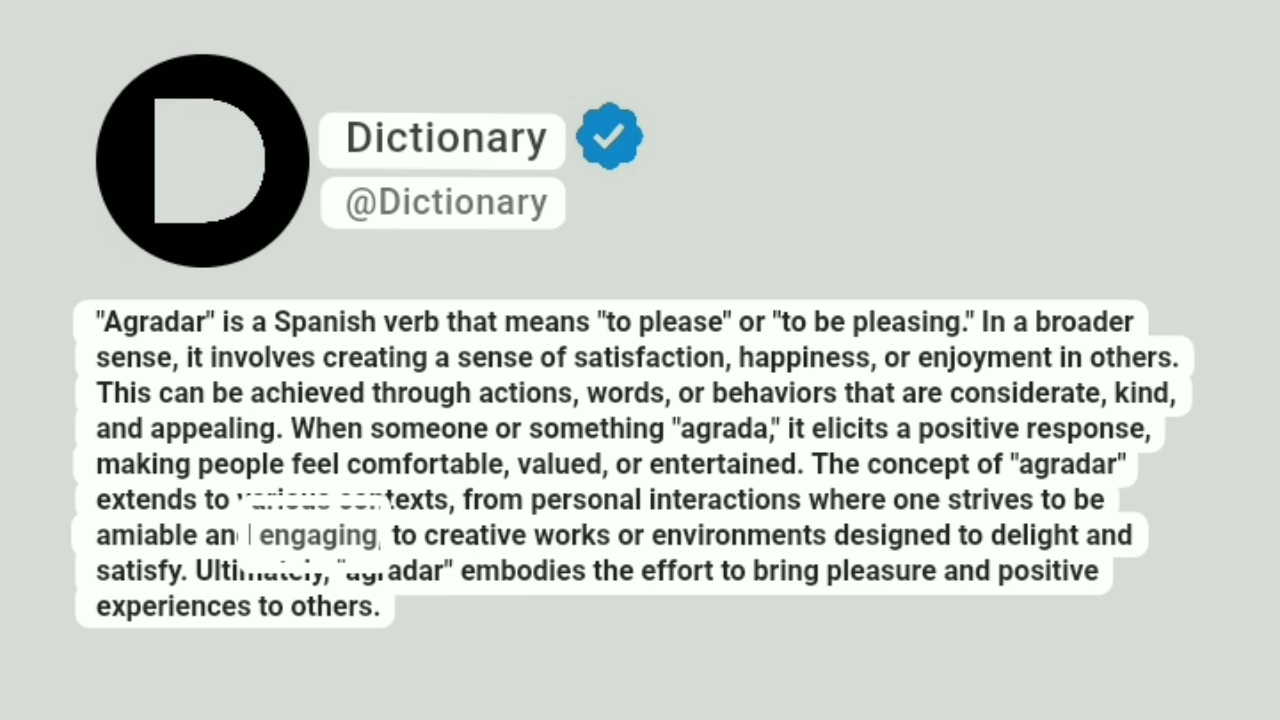 D
Dictionary
@Dictionary
"Agradar" is a Spanish verb that means "to please" or "to be pleasing." In a broader
sense, it involves creating a sense of satisfaction, happiness, or enjoyment in others.
This can be achieved through actions, words, or behaviors that are considerate, kind,
and appealing. When someone or something "agrada," it elicits a positive response,
making people feel comfortable, valued, or entertained. The concept of "agradar"
extends to various contexts, from personal interactions where one strives to be
amiable and engaging, to creative works or environments designed to delight and
satisfy. Ultimately, "agradar" embodies the effort to bring pleasure and positive
experiences to others.